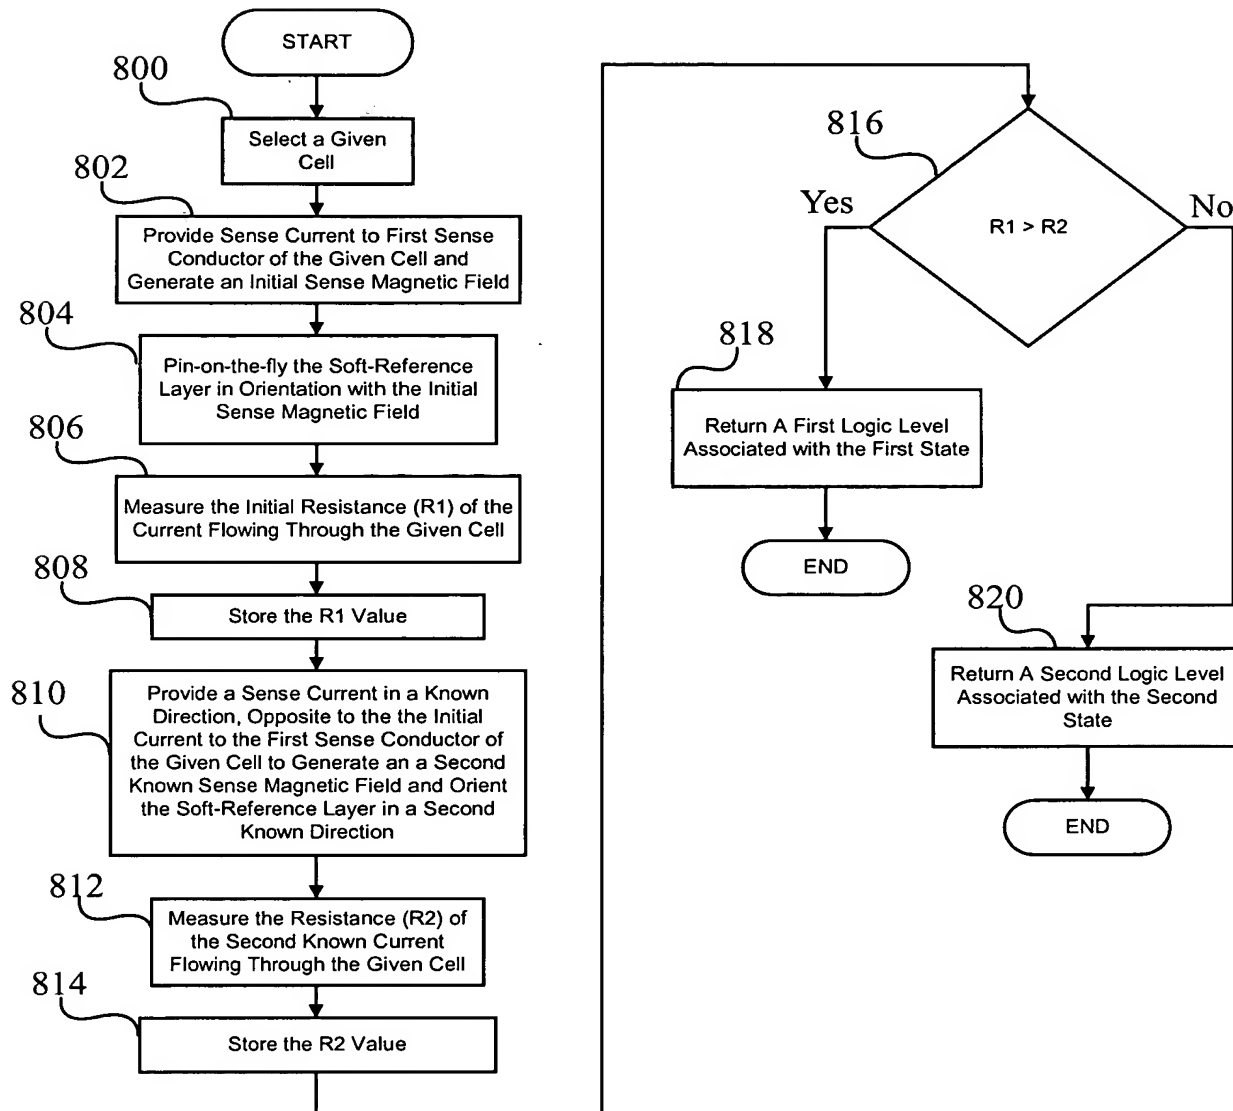 START
800
Select a Given
Cell
802
Provide Sense Current to First Sense
Conductor of the Given Cell and
Generate an Initial Sense Magnetic Field
804
Pin-on-the-fly the Soft-Reference
Layer in Orientation with the Initial
Sense Magnetic Field
806
Measure the Initial Resistance (R1) of the
Current Flowing Through the Given Cell
808
Store the R1 Value
810
Provide a Sense Current in a Known
Direction, Opposite to the the Initial
Current to the First Sense Conductor of
the Given Cell to Generate an a Second
Known Sense Magnetic Field and Orient
the Soft-Reference Layer in a Second
Known Direction
812
Measure the Resistance (R2) of
the Second Known Current
Flowing Through the Given Cell
814
Store the R2 Value
816
Yes
R1 > R2
No
818
Return A First Logic Level
Associated with the First State
END
820
Return A Second Logic Level
Associated with the Second
State
END